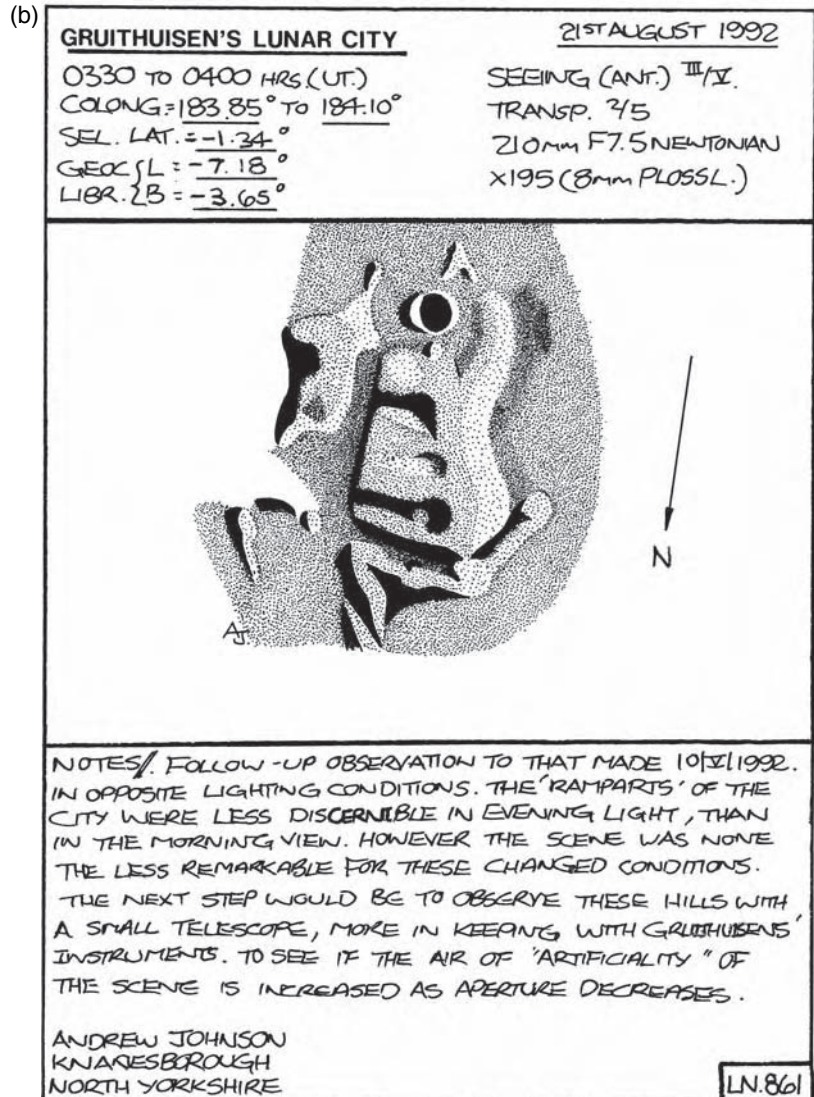 (b)
GRUITHUISEN'S LUNAR CITY
21ST AUGUST 1992
0330 TO 0400 HRS.(UT.)
COLONG=183.85° TO 184.10°
SEL. LAT.=-1.34°
GEOC{L=-7.18°
LIBR.{B=-3.65°
SEEING (ANT.) III/V.
TRANSP. 2/5
210mm F7.5 NEWTONIAN
X195 (8mm PLOSSL.)
N
AJ.
NOTES//. FOLLOW-UP OBSERVATION TO THAT MADE 10|V|1992.
IN OPPOSITE LIGHTING CONDITIONS. THE 'RAMPARTS' OF THE
CITY WERE LESS DISCERNIBLE IN EVENING LIGHT, THAN
IN THE MORNING VIEW. HOWEVER THE SCENE WAS NONE
THE LESS REMARKABLE FOR THESE CHANGED CONDITIONS.
THE NEXT STEP WOULD BE TO OBSERVE THESE HILLS WITH
A SMALL TELESCOPE, MORE IN KEEPING WITH GRUITHUISENS'
INSTRUMENTS. TO SEE IF THE AIR OF "ARTIFICIALITY" OF
THE SCENE IS INCREASED AS APERTURE DECREASES.
ANDREW JOHNSON
KNARESBOROUGH
NORTH YORKSHIRE
LN.861